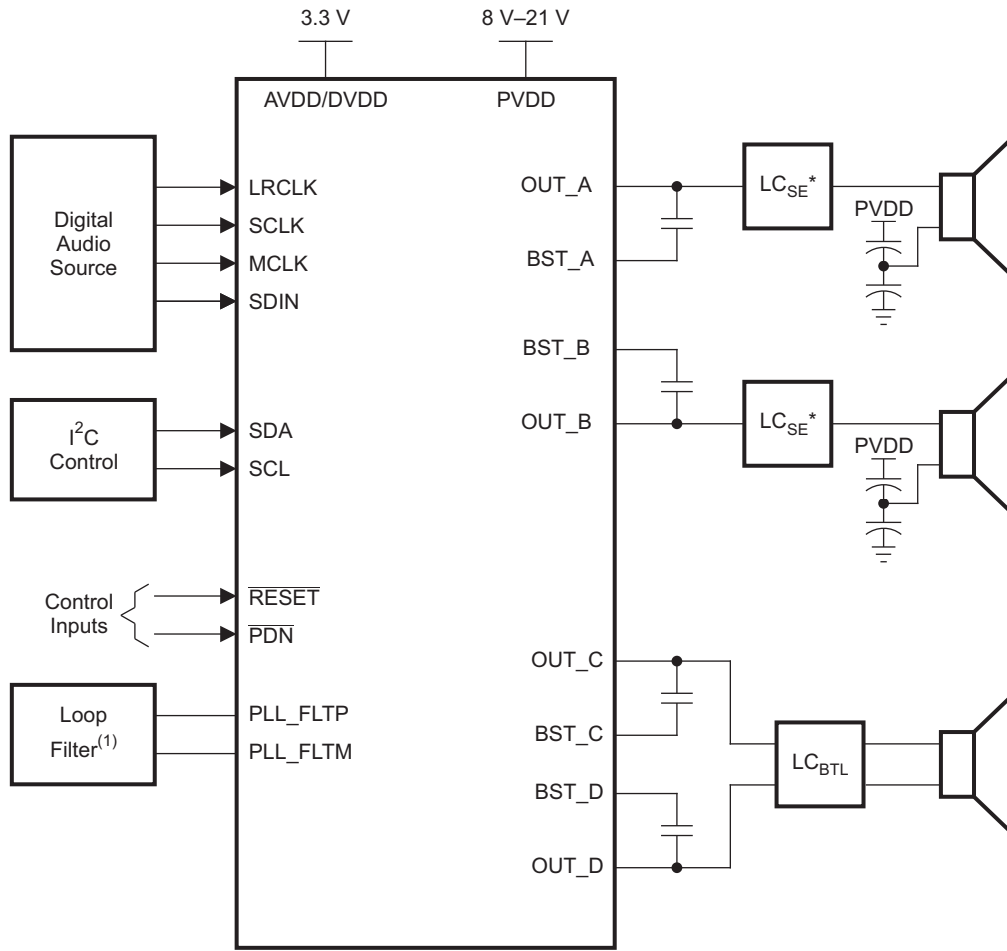 3.3 V
8 V–21 V
AVDD/DVDD
PVDD
Digital
Audio
Source
LRCLK
SCLK
MCLK
SDIN
OUT_A
BST_A
LC_SE*
PVDD
BST_B
OUT_B
LC_SE*
PVDD
I²C
Control
SDA
SCL
Control
Inputs
RESET
PDN
OUT_C
BST_C
BST_D
OUT_D
LC_BTL
Loop
Filter(1)
PLL_FLTP
PLL_FLTM